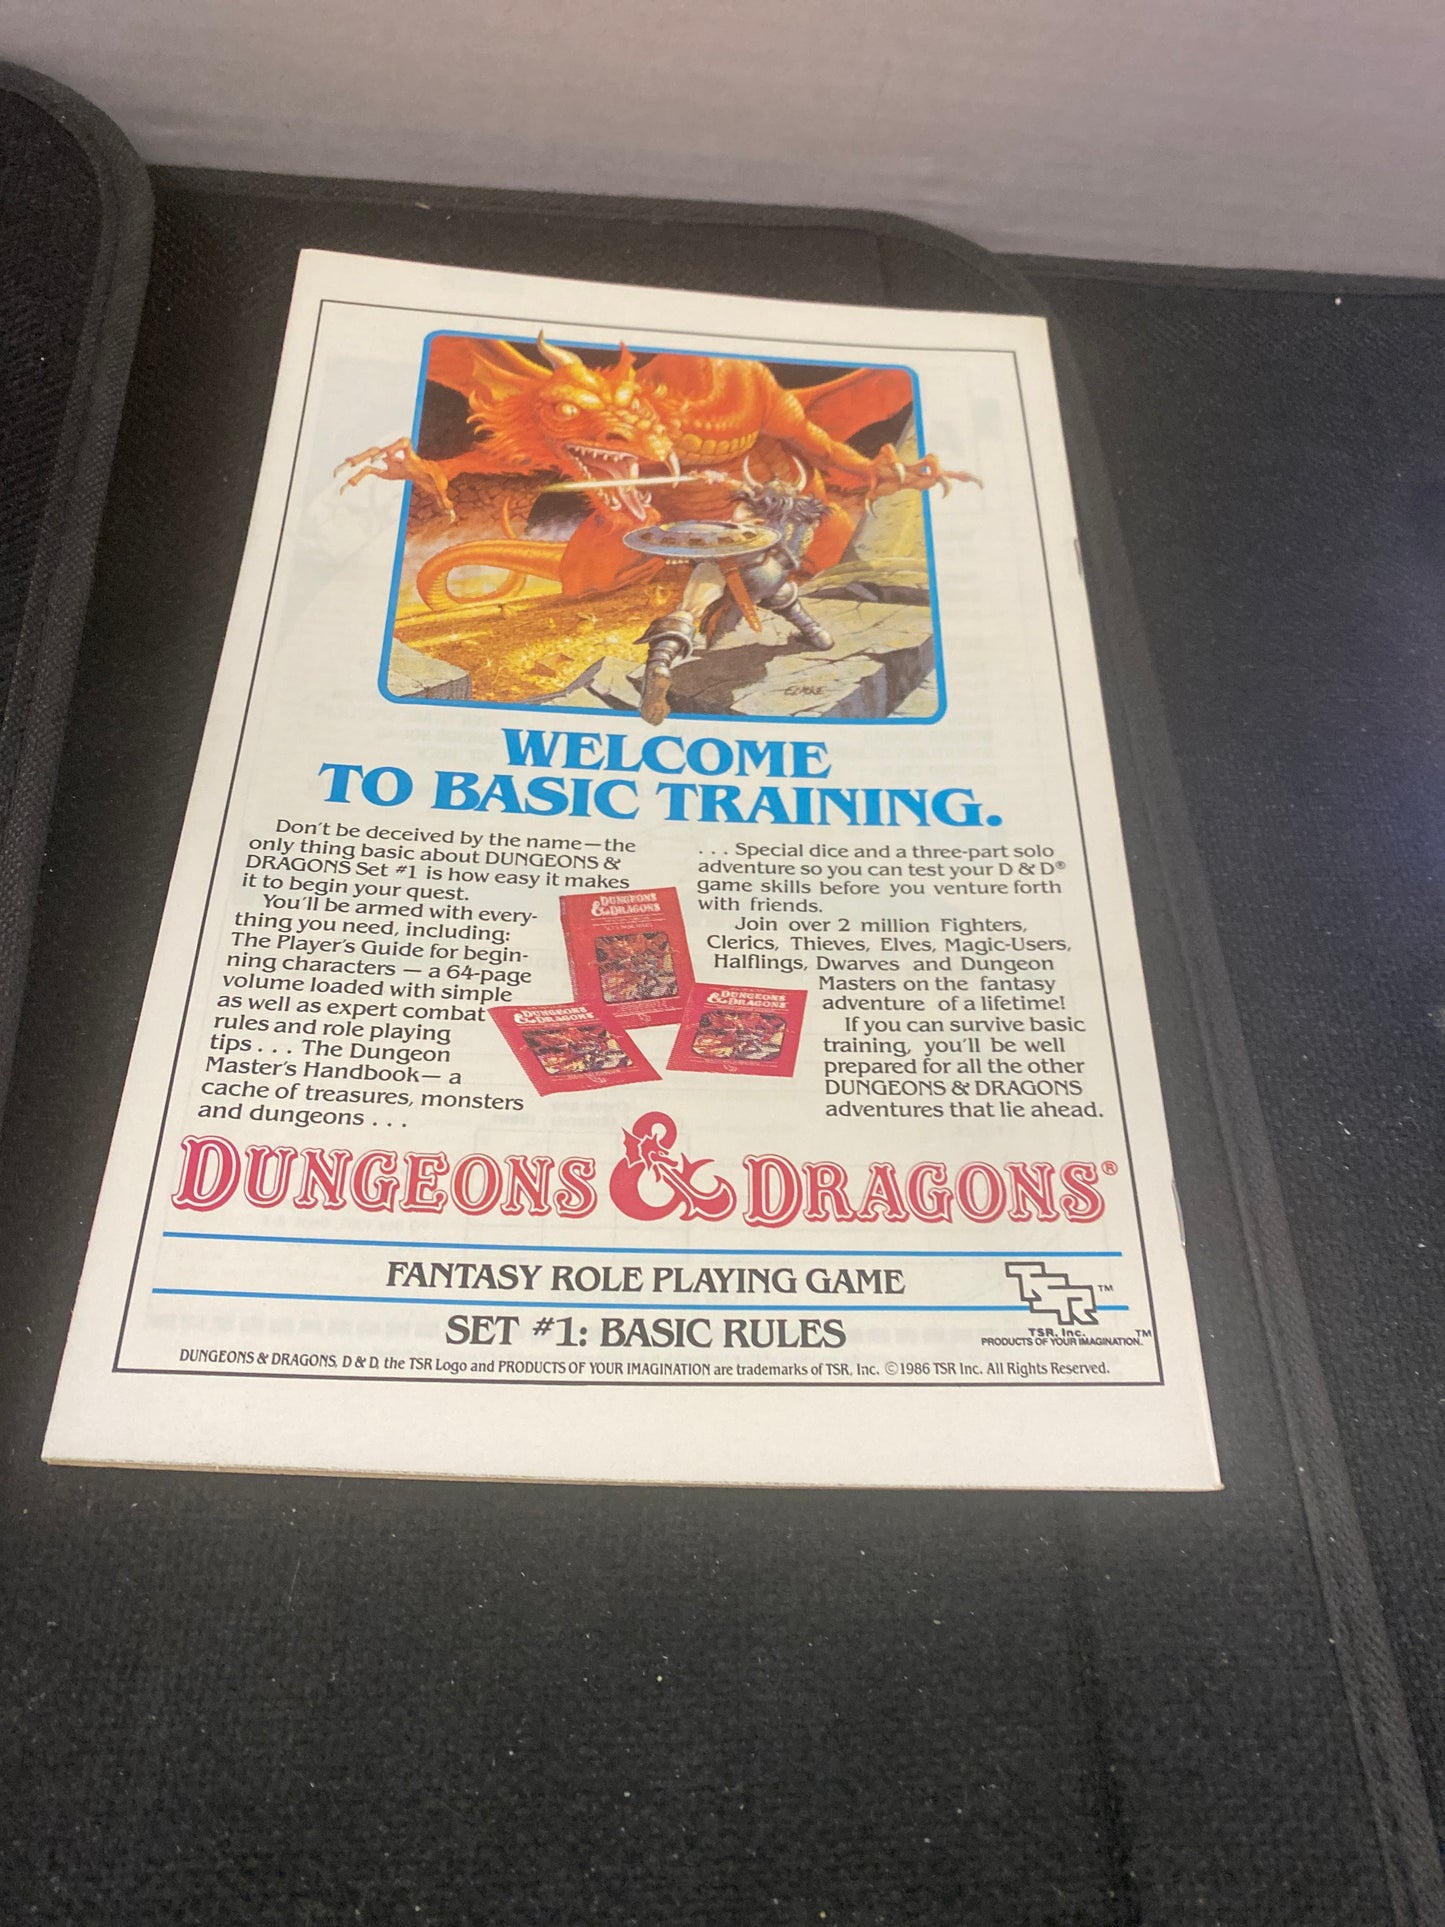 ELMORE
WELCOME
TO BASIC TRAINING.
Don't be deceived by the name—the
only thing basic about DUNGEONS &
DRAGONS Set #1 is how easy it makes
it to begin your quest.
You'll be armed with every-
thing you need, including:
The Player's Guide for begin-
ning characters — a 64-page
volume loaded with simple
as well as expert combat
rules and role playing
tips . . . The Dungeon
Master's Handbook— a
cache of treasures, monsters
and dungeons . . .
. . . Special dice and a three-part solo
adventure so you can test your D & D®
game skills before you venture forth
with friends.
Join over 2 million Fighters,
Clerics, Thieves, Elves, Magic-Users,
Halflings, Dwarves and Dungeon
Masters on the fantasy
adventure of a lifetime!
If you can survive basic
training, you'll be well
prepared for all the other
DUNGEONS & DRAGONS
adventures that lie ahead.
DUNGEONS
& DRAGONS
DUNGEONS
& DRAGONS
DUNGEONS
& DRAGONS
DUNGEONS & DRAGONS®
FANTASY ROLE PLAYING GAME
SET #1: BASIC RULES
TSR™
TSR, Inc.
PRODUCTS OF YOUR IMAGINATION.™
DUNGEONS & DRAGONS, D & D, the TSR Logo and PRODUCTS OF YOUR IMAGINATION are trademarks of TSR, Inc. ©1986 TSR Inc. All Rights Reserved.